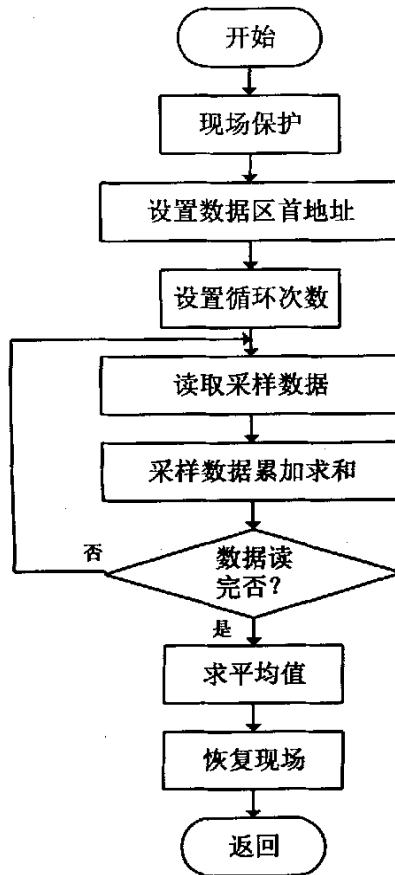 开始
现场保护
设置数据区首地址
设置循环次数
读取采样数据
采样数据累加求和
数据读
完否?
否
是
求平均值
恢复现场
返回